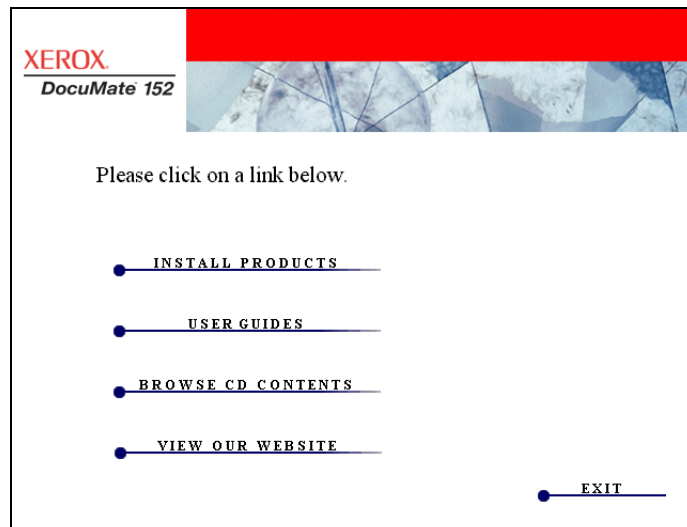 XEROX.
DocuMate 152
Please click on a link below.
INSTALL PRODUCTS
USER GUIDES
BROWSE CD CONTENTS
VIEW OUR WEBSITE
EXIT